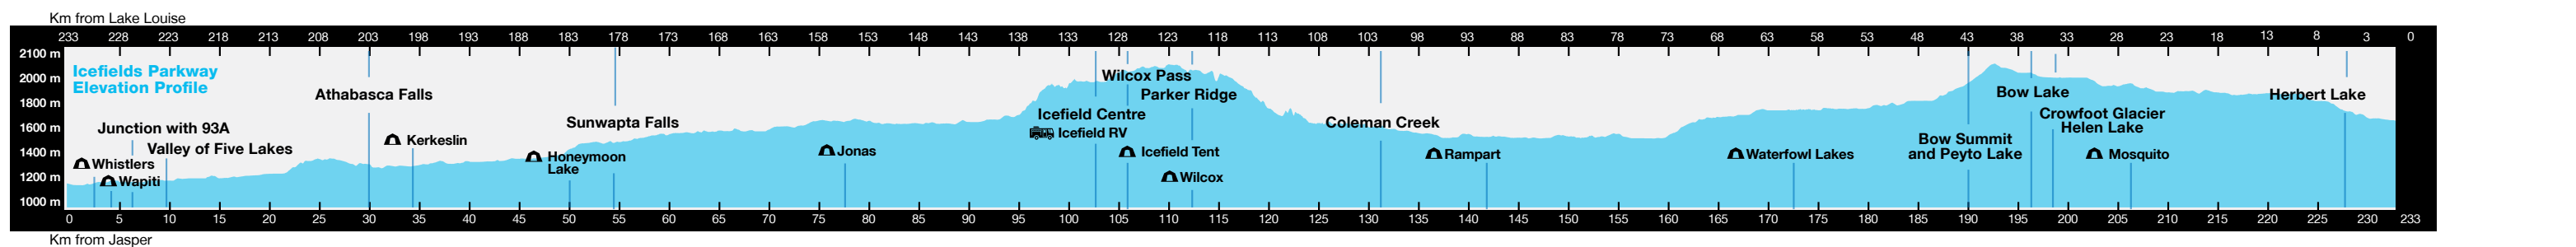 Km from Lake Louise
233 228 223 218 213 208 203 198 193 188 183 178 173 168 163 158 153 148 143 138 133 128 123 118 113 108 103 98 93 88 83 78 73 68 63 58 53 48 43 38 33 28 23 18 13 8 3 0
2100 m
2000 m
1800 m
1600 m
1400 m
1200 m
1000 m
Icefields Parkway
Elevation Profile
Whistlers
Wapiti
Junction with 93A
Valley of Five Lakes
Athabasca Falls
Kerkeslin
Honeymoon
Lake
Sunwapta Falls
Jonas
Icefield Centre
Icefield RV
Wilcox Pass
Parker Ridge
Icefield Tent
Wilcox
Coleman Creek
Rampart
Waterfowl Lakes
Bow Summit
and Peyto Lake
Bow Lake
Crowfoot Glacier
Helen Lake
Mosquito
Herbert Lake
0 5 10 15 20 25 30 35 40 45 50 55 60 65 70 75 80 85 90 95 100 105 110 115 120 125 130 135 140 145 150 155 160 165 170 175 180 185 190 195 200 205 210 215 220 225 230 233
Km from Jasper